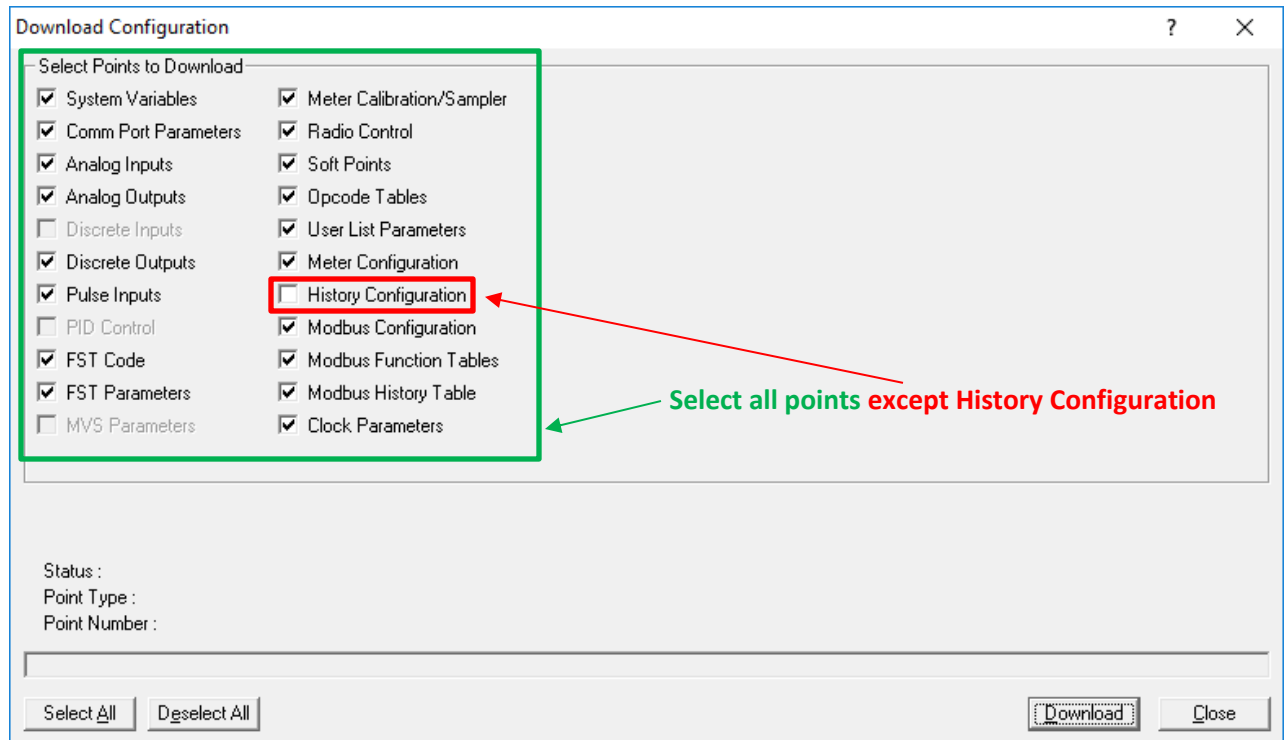 Download Configuration
Select Points to Download
System Variables
Comm Port Parameters
Analog Inputs
Analog Outputs
Discrete Inputs
Discrete Outputs
Pulse Inputs
PID Control
FST Code
FST Parameters
MVS Parameters
Meter Calibration/Sampler
Radio Control
Soft Points
Opcode Tables
User List Parameters
Meter Configuration
History Configuration
Modbus Configuration
Modbus Function Tables
Modbus History Table
Clock Parameters
Select all points except History Configuration
Status :
Point Type :
Point Number :
Select All
Deselect All
Download
Close